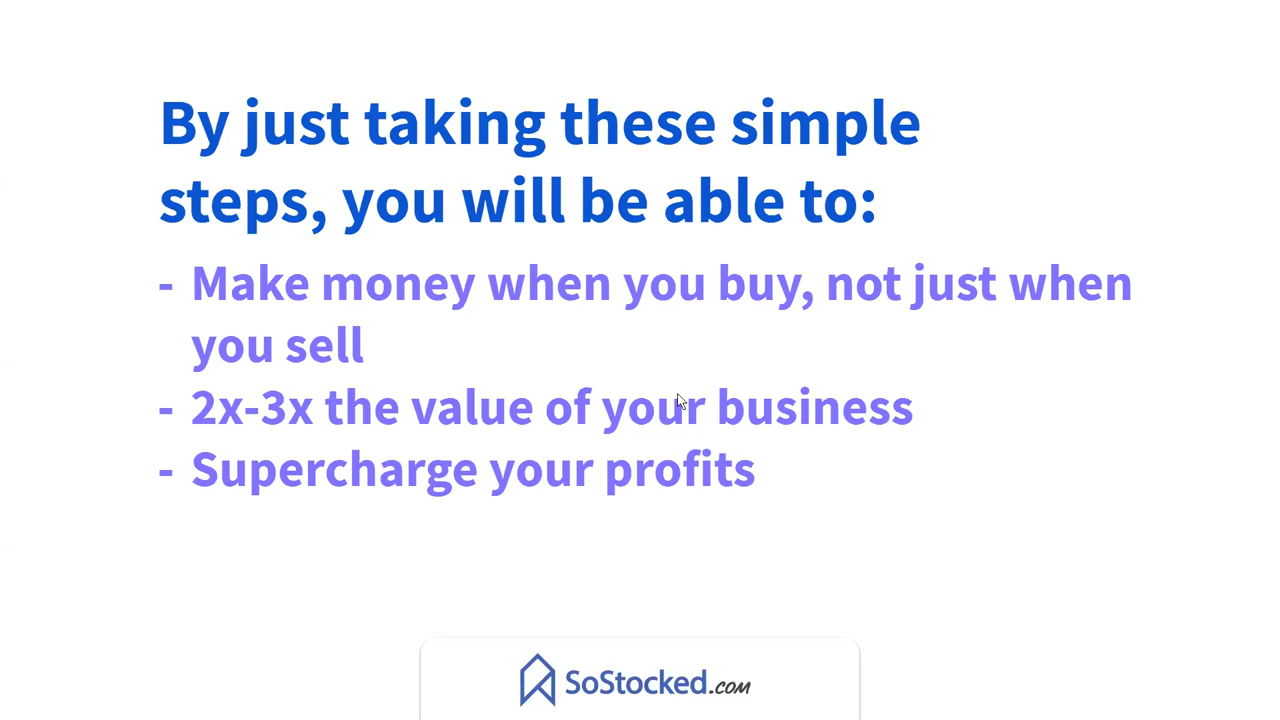 By just taking these simple
steps, you will be able to:
- Make money when you buy, not just when
you sell
- 2x-3x the value of your business
- Supercharge your profits
SoStocked.com